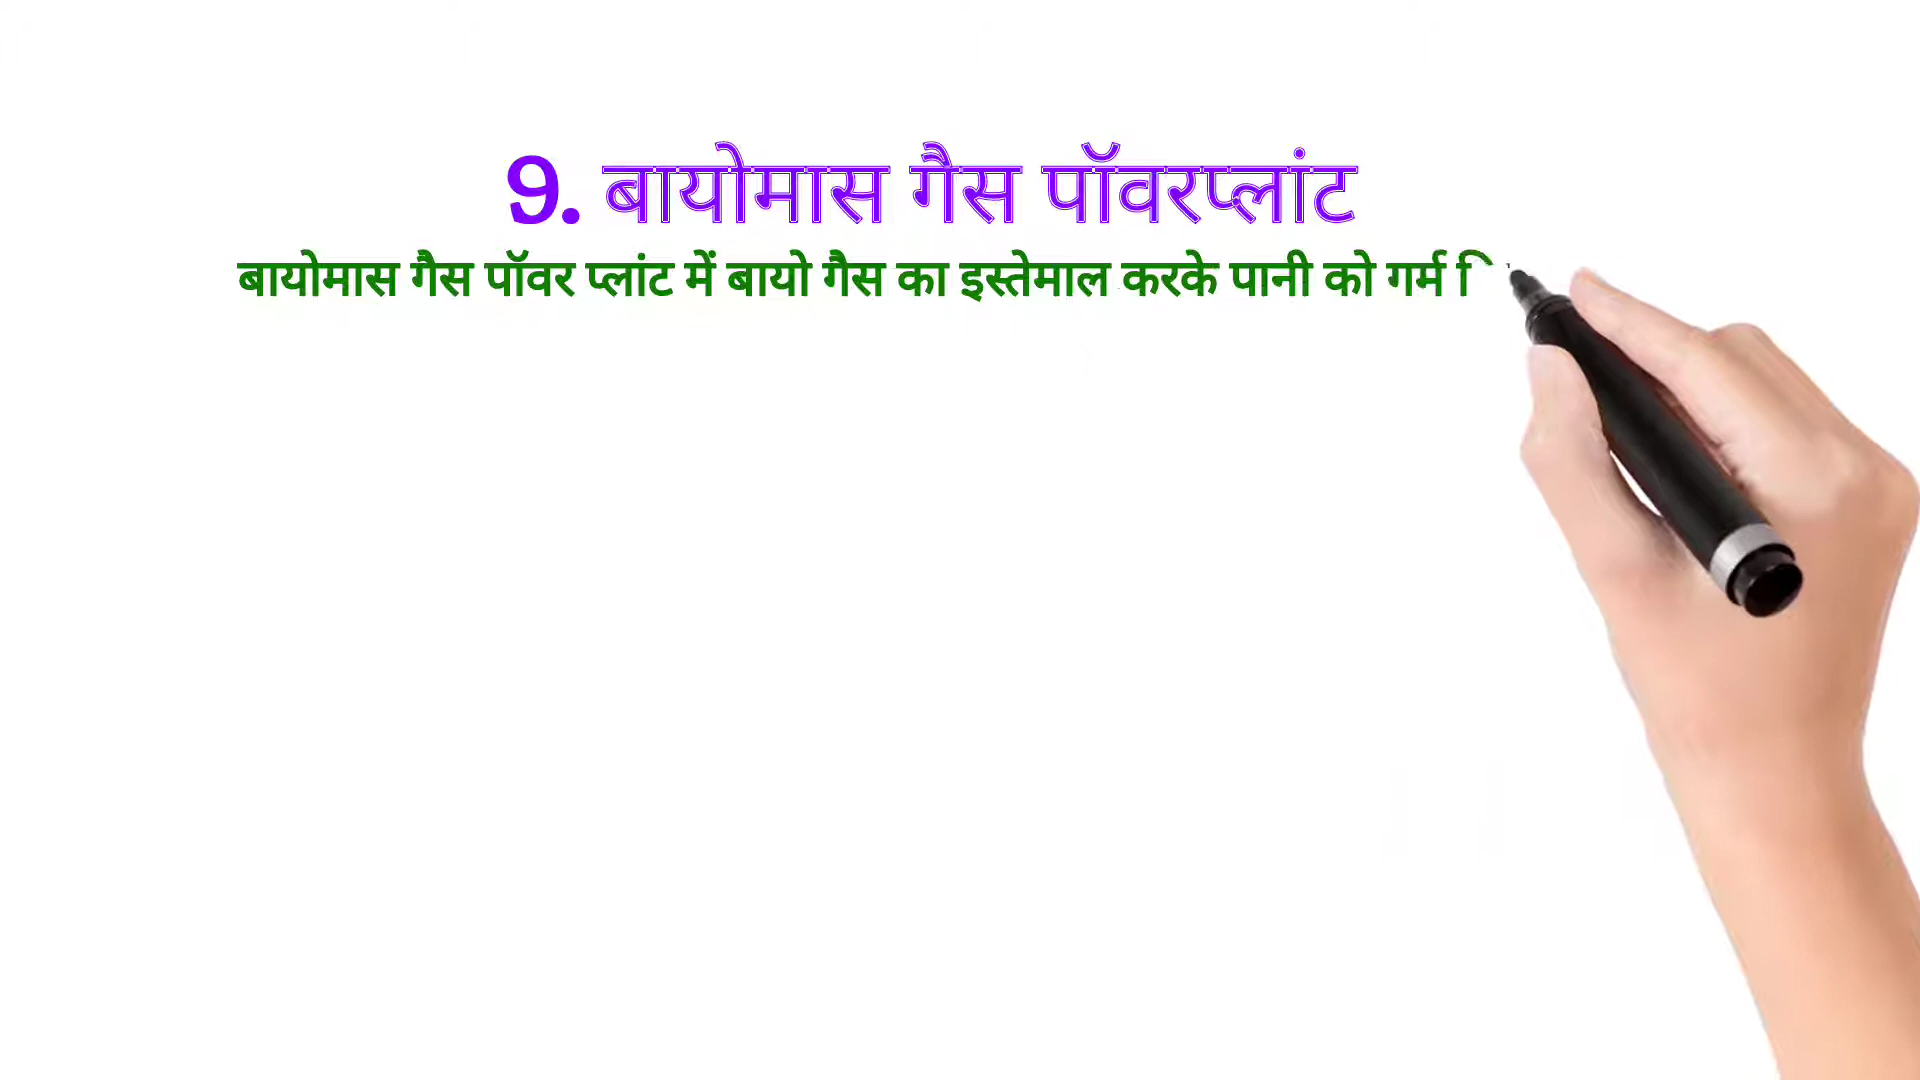 9. बायोमास गैस पॉवरप्लांट
बायोमास गैस पॉवर प्लांट में बायो गैस का इस्तेमाल करके पानी को गर्म